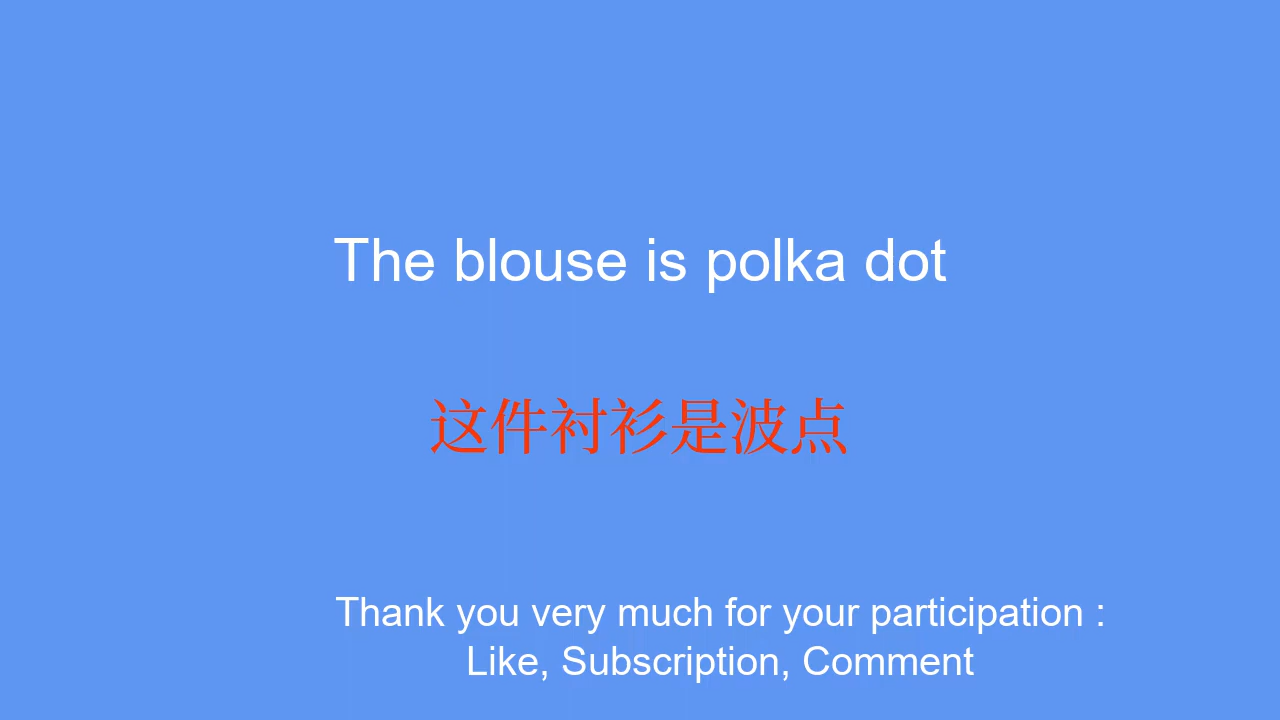 The blouse is polka dot
这件衬衫是波点
Thank you very much for your participation :
Like, Subscription, Comment